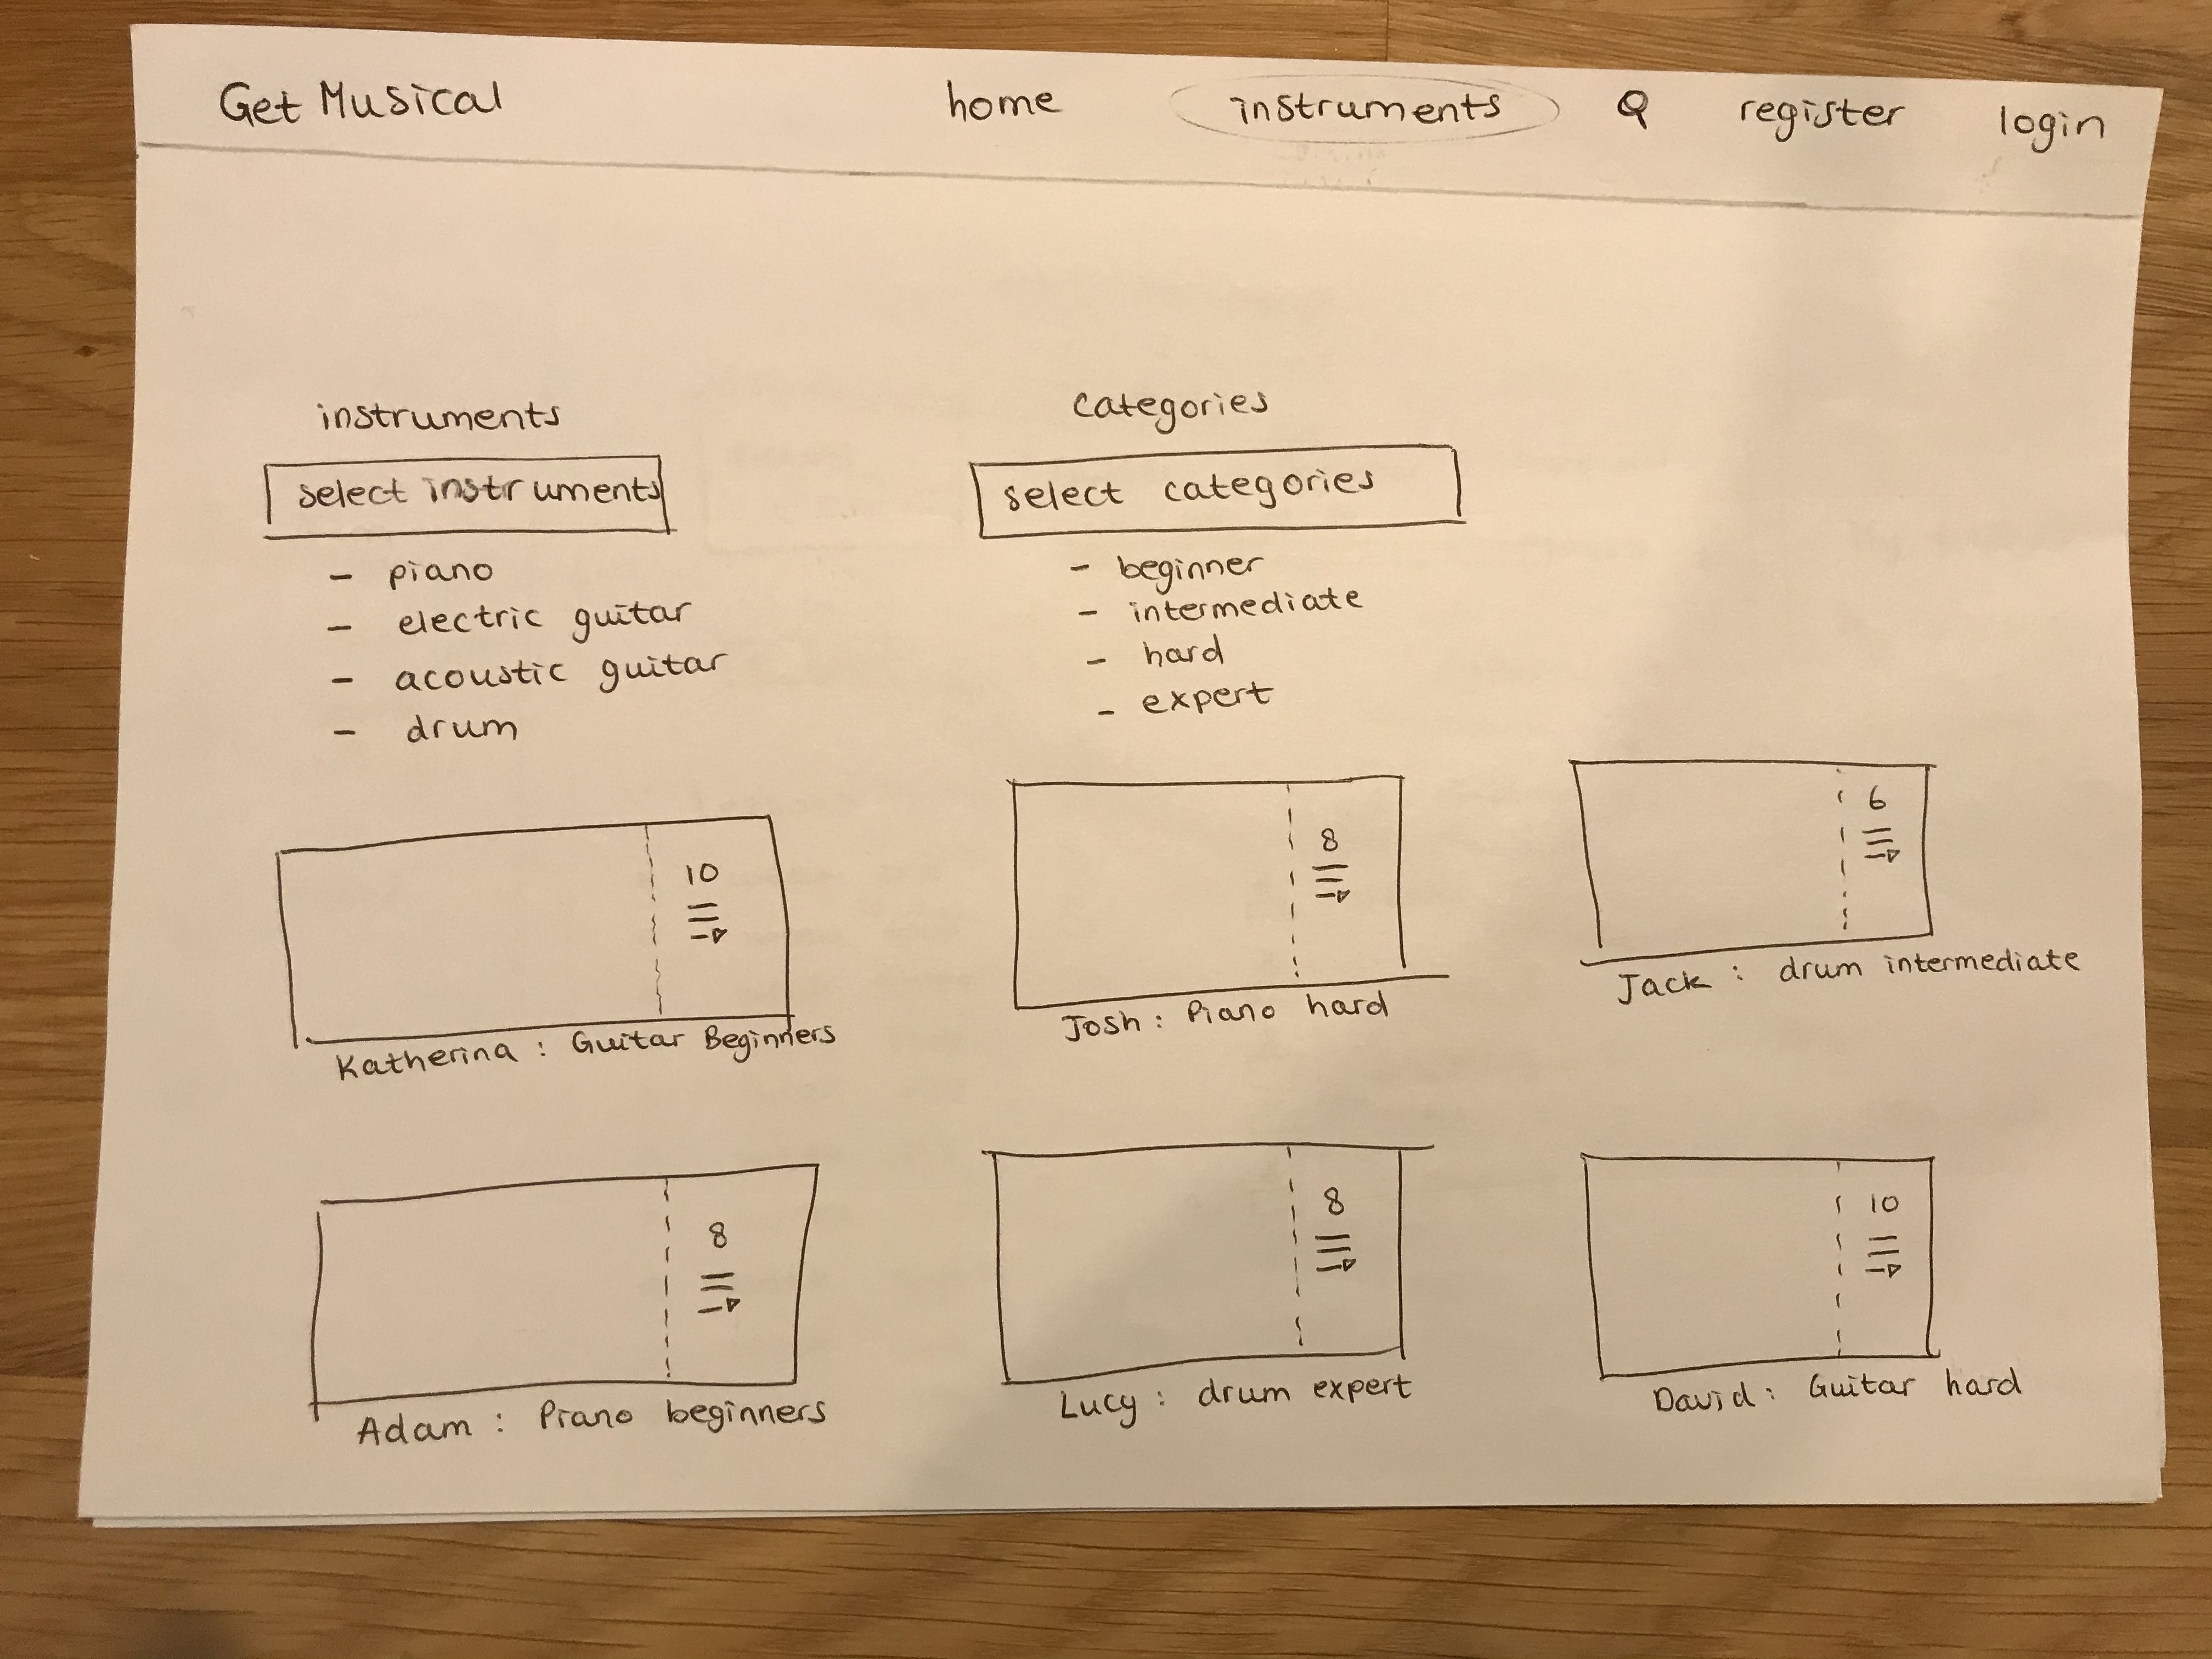 Get Musical home instruments register login
instruments categories
select instruments select categories
- piano
- electric guitar
- acoustic guitar
- drum
- beginner
- intermediate
- hard
- expert
10
8
6
Katherina : Guitar Beginners
Josh : Piano hard
Jack : drum intermediate
8
8
10
Adam : Piano beginners
Lucy : drum expert
David : Guitar hard